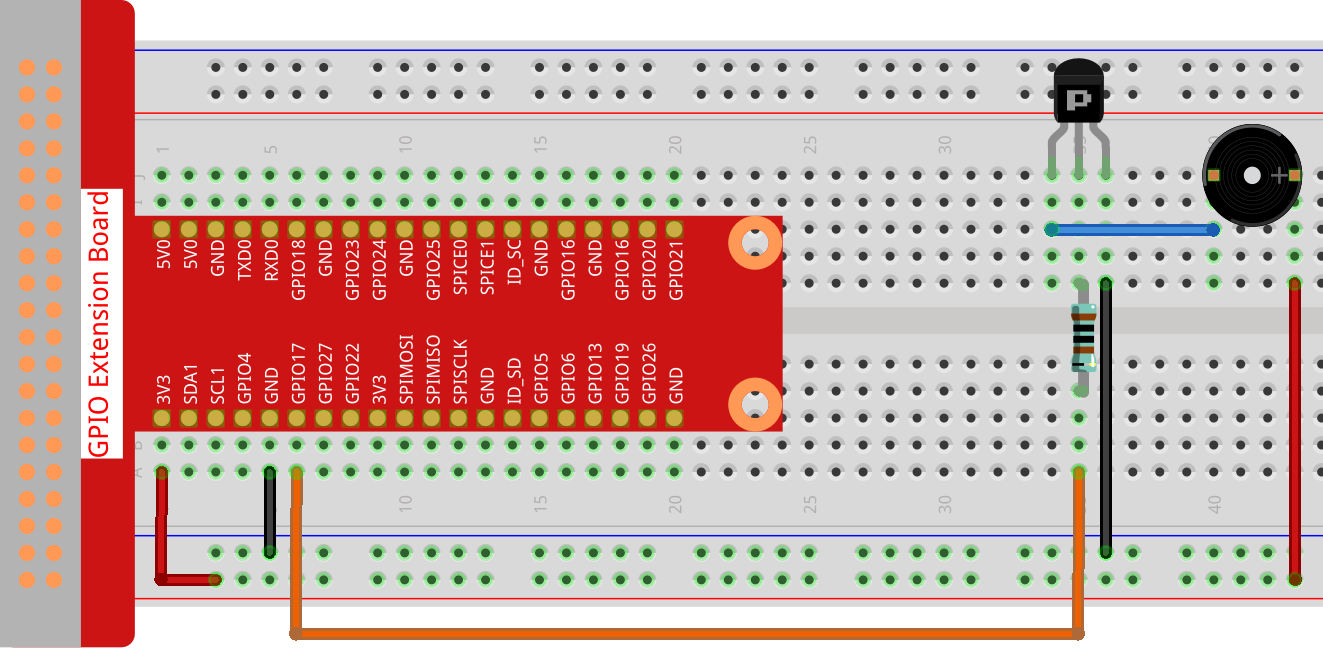 GPIO Extension Board
1 5 10 15 20 25 30 35
J
I
5V0 5V0 GND TXD0 RXD0 GPIO18 GND GPIO23 GPIO24 GND GPIO25 SPICE0 SPICE1 ID_SC GND GPIO16 GND GPIO16 GPIO20 GPIO21
3V3 SDA1 SCL1 GPIO4 GND GPIO17 GPIO27 GPIO22 3V3 SPIMOSI SPIMISO SPISCLK GND ID_SD GPIO5 GPIO6 GPIO13 GPIO19 GPIO26 GND
B
A
10 15 20 25 30 40
P
+